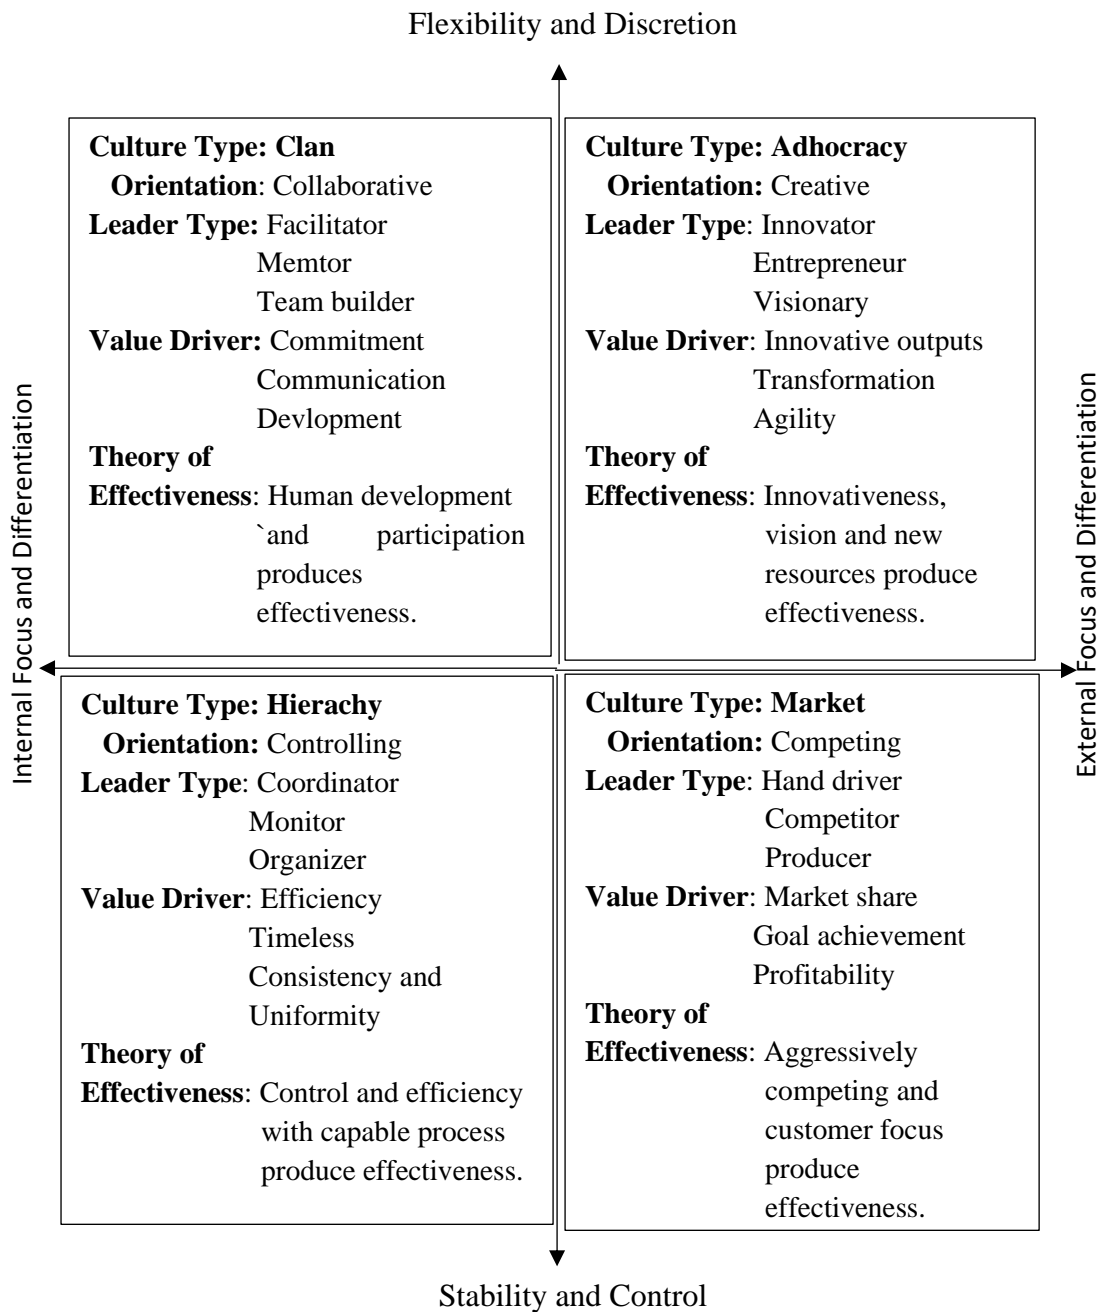 Flexibility and Discretion
Culture Type: Clan
Orientation: Collaborative
Leader Type: Facilitator
Memtor
Team builder
Value Driver: Commitment
Communication
Devlopment
Theory of
Effectiveness: Human development
`and participation
produces
effectiveness.
Culture Type: Adhocracy
Orientation: Creative
Leader Type: Innovator
Entrepreneur
Visionary
Value Driver: Innovative outputs
Transformation
Agility
Theory of
Effectiveness: Innovativeness,
vision and new
resources produce
effectiveness.
Internal Focus and Differentiation
External Focus and Differentiation
Culture Type: Hierachy
Orientation: Controlling
Leader Type: Coordinator
Monitor
Organizer
Value Driver: Efficiency
Timeless
Consistency and
Uniformity
Theory of
Effectiveness: Control and efficiency
with capable process
produce effectiveness.
Culture Type: Market
Orientation: Competing
Leader Type: Hand driver
Competitor
Producer
Value Driver: Market share
Goal achievement
Profitability
Theory of
Effectiveness: Aggressively
competing and
customer focus
produce
effectiveness.
Stability and Control